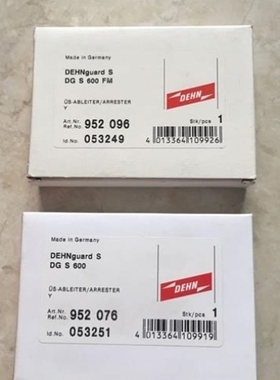 Made in Germany
DEHNguard S
DG S 600 FM
DEHN
ÜS-ABLEITER/ARRESTER
Y
Stk/pcs
Art.Nr.
Ref.No. 952 096 1
Id.No. 053249
4 013364 109926
Made in Germany
DEHNguard S
DG S 600
DEHN
ÜS-ABLEITER/ARRESTER
Y
Stk/pcs
Art.Nr.
Ref.No. 952 076 1
Id.No. 053251
4 013364 109919